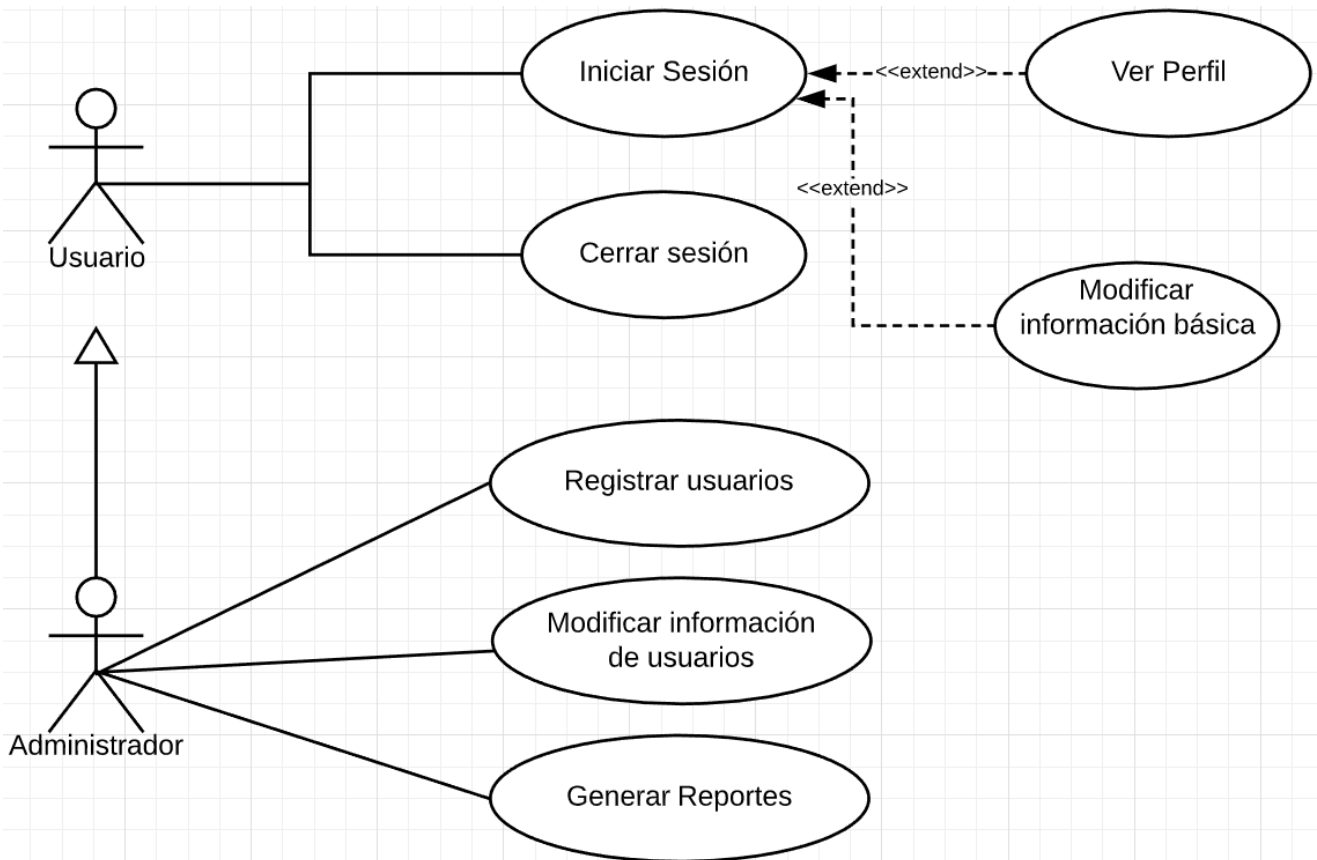 Iniciar Sesión
<<extend>>
Ver Perfil
<<extend>>
Cerrar sesión
Usuario
Modificar
información básica
Registrar usuarios
Modificar información
de usuarios
Administrador
Generar Reportes